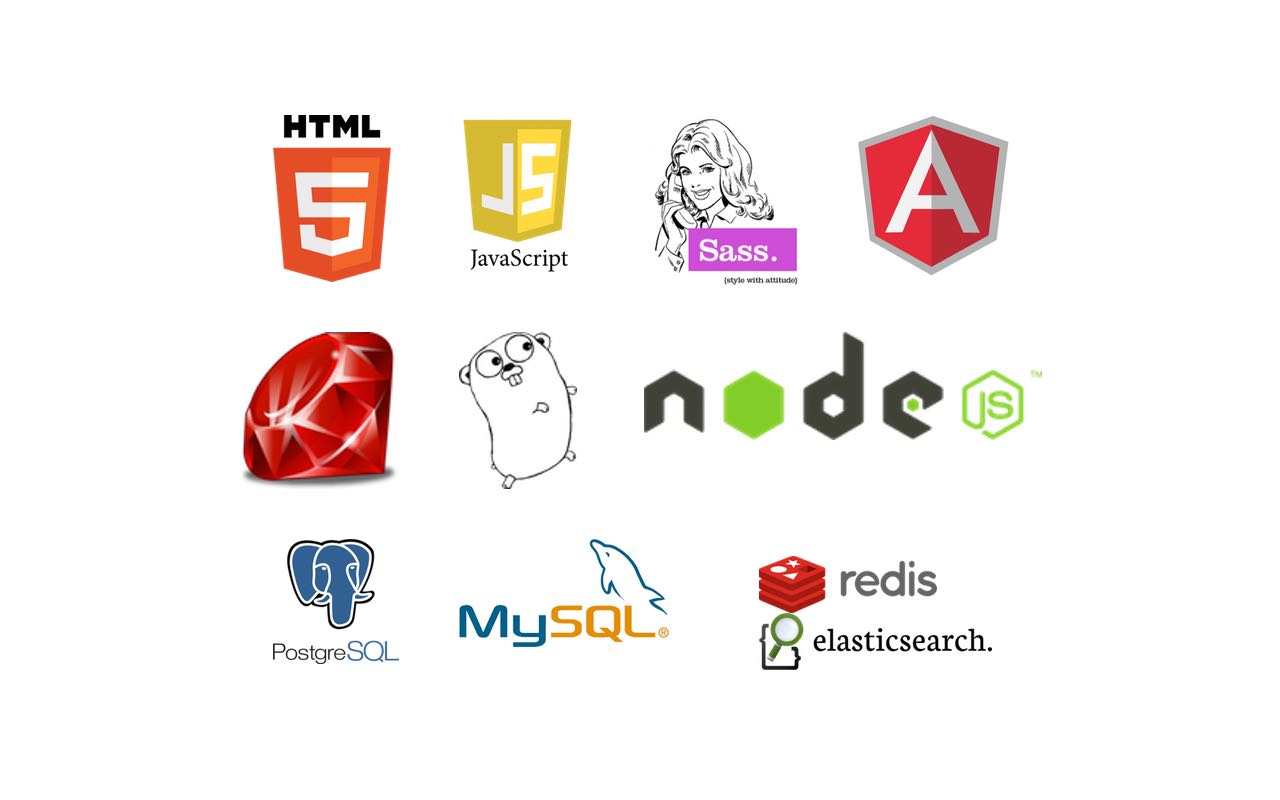 HTML
5
JS
JavaScript
Sass.
(style with attitude)
A
node JS ™
PostgreSQL
MySQL®
redis
elasticsearch.